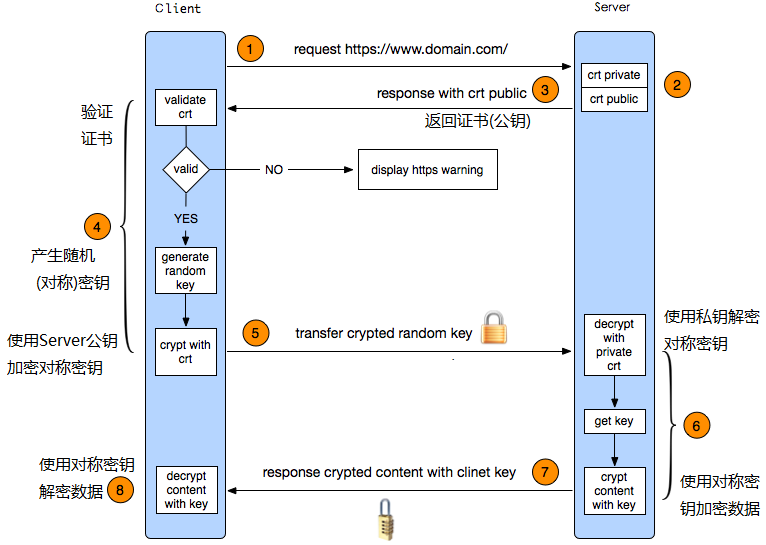 Client
Server
1
request https://www.domain.com/
crt private
crt public
2
response with crt public
3
返回证书(公钥)
validate
crt
验证
证书
valid
NO
display https warning
YES
4
产生随机
(对称)密钥
generate
random
key
使用Server公钥
加密对称密钥
crypt with
crt
5
transfer crypted random key
decrypt
with
private
crt
使用私钥解密
对称密钥
get key
6
使用对称密钥
解密数据
8
decrypt
content
with key
response crypted content with clinet key
7
crypt
content
with key
使用对称密
钥加密数据